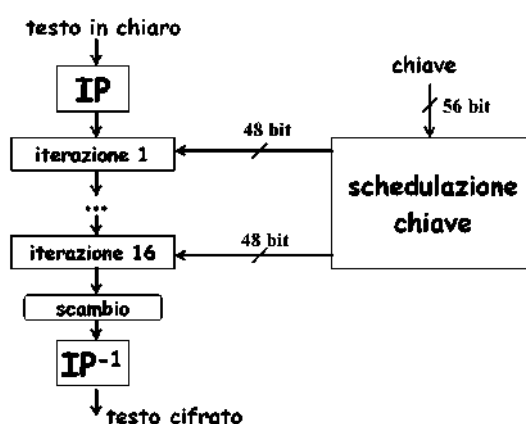 testo in chiaro
IP
chiave
56 bit
48 bit
iterazione 1
schedulazione
chiave
...
48 bit
iterazione 16
scambio
IP-1
testo cifrato